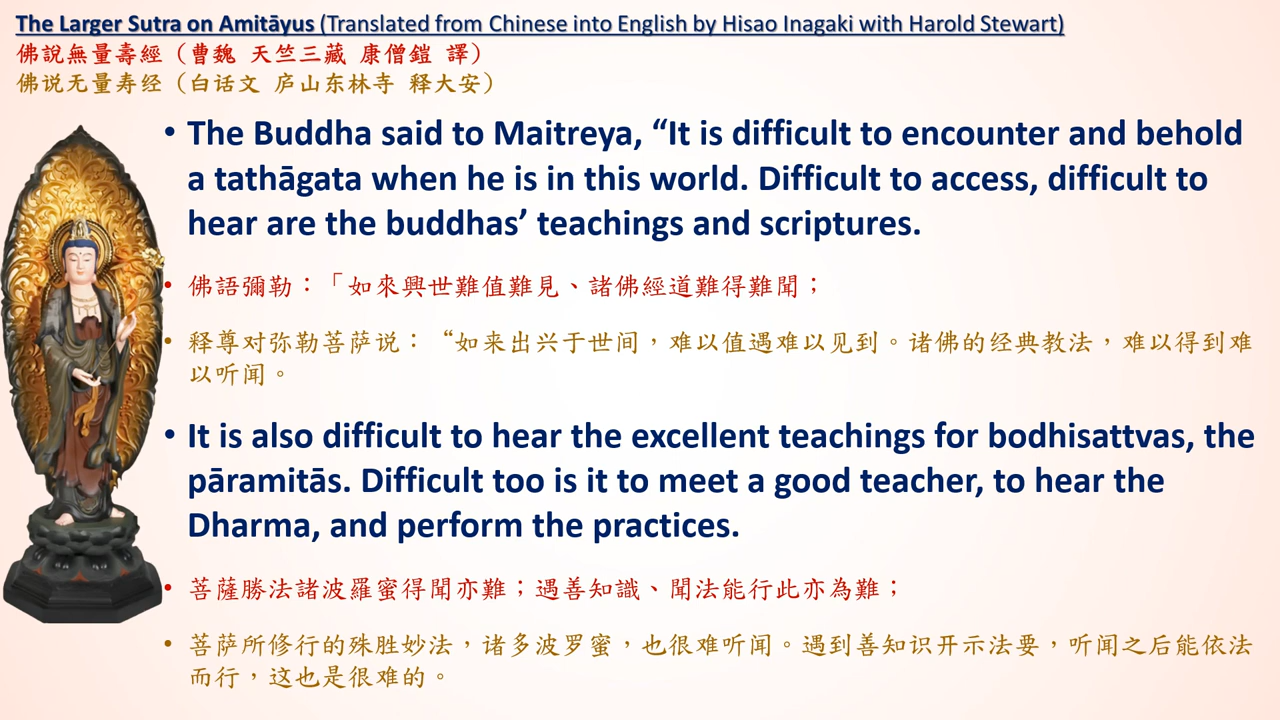 The Larger Sutra on Amitāyus (Translated from Chinese into English by Hisao Inagaki with Harold Stewart)
佛說無量壽經（曹魏 天竺三藏 康僧鎧 譯）
佛说无量寿经（白话文 庐山东林寺 释大安）
• The Buddha said to Maitreya, “It is difficult to encounter and behold
a tathāgata when he is in this world. Difficult to access, difficult to
hear are the buddhas’ teachings and scriptures.
• 佛語彌勒：「如來興世難值難見、諸佛經道難得難聞；
• 释尊对弥勒菩萨说：“如来出兴于世间，难以值遇难以见到。诸佛的经典教法，难以得到难
以听闻。
• It is also difficult to hear the excellent teachings for bodhisattvas, the
pāramitās. Difficult too is it to meet a good teacher, to hear the
Dharma, and perform the practices.
• 菩薩勝法諸波羅蜜得聞亦難；遇善知識、聞法能行此亦為難；
• 菩萨所修行的殊胜妙法，诸多波罗蜜，也很难听闻。遇到善知识开示法要，听闻之后能依法
而行，这也是很难的。